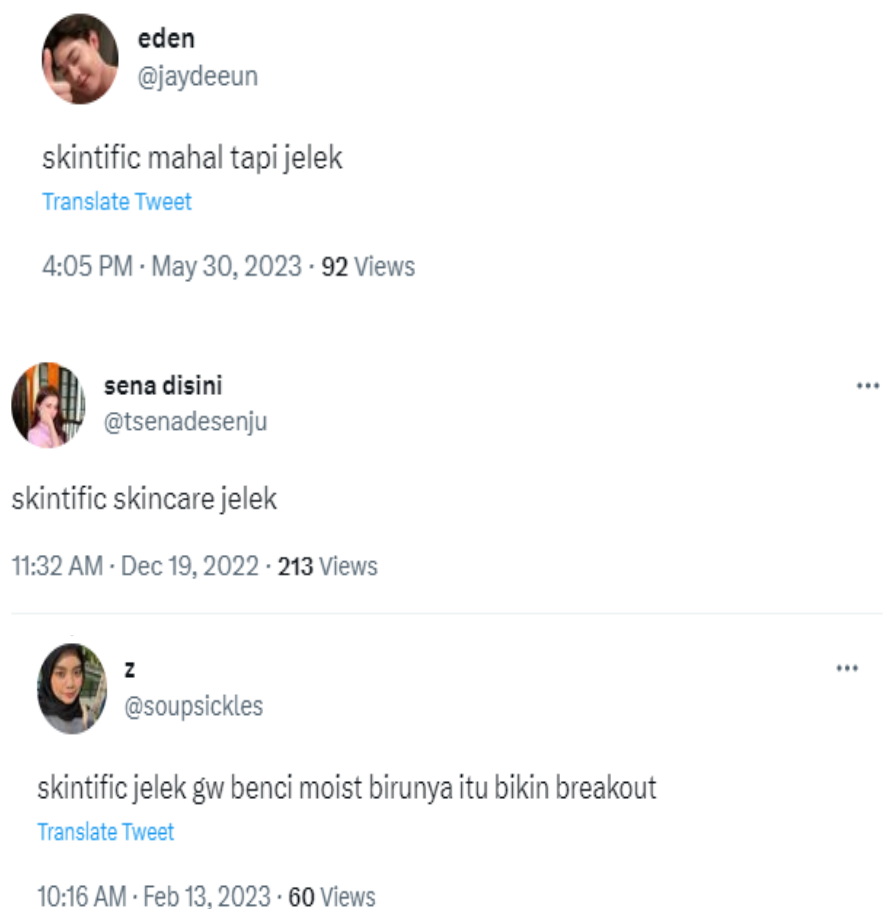 eden
@jaydeeun
skintific mahal tapi jelek
Translate Tweet
4:05 PM · May 30, 2023 · 92 Views
sena disini
@tsenadesenju
skintific skincare jelek
11:32 AM · Dec 19, 2022 · 213 Views
z
@soupsickles
skintific jelek gw benci moist birunya itu bikin breakout
Translate Tweet
10:16 AM · Feb 13, 2023 · 60 Views